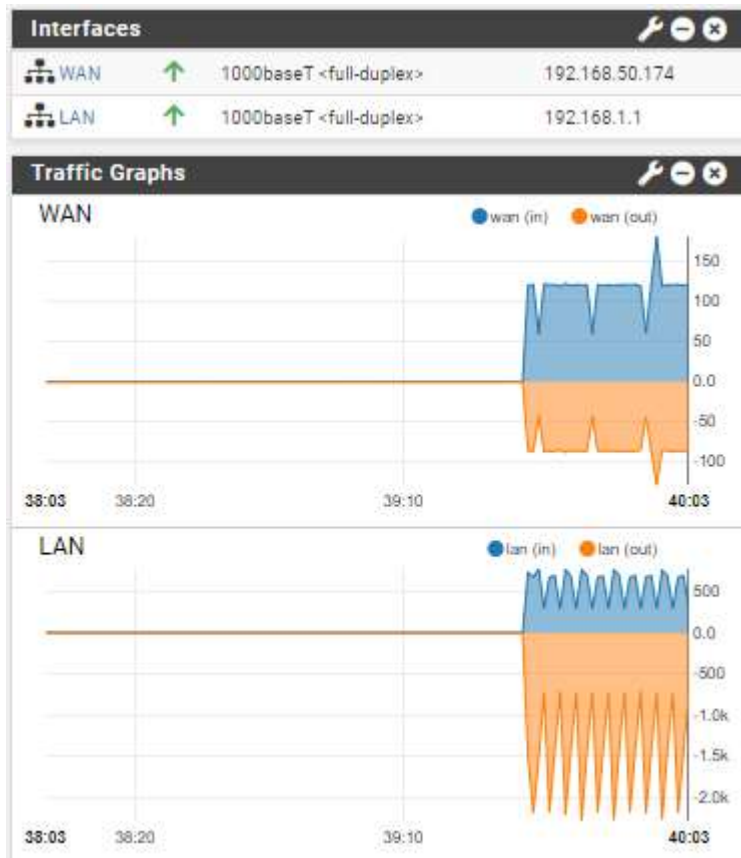 Interfaces
WAN 1000baseT <full-duplex> 192.168.50.174
LAN 1000baseT <full-duplex> 192.168.1.1
Traffic Graphs
WAN
wan (in) wan (out)
150
100
50
0.0
-50
-100
38:03 38:20 39:10 40:03
LAN
lan (in) lan (out)
500
0.0
-500
-1.0k
-1.5k
-2.0k
38:03 38:20 39:10 40:03